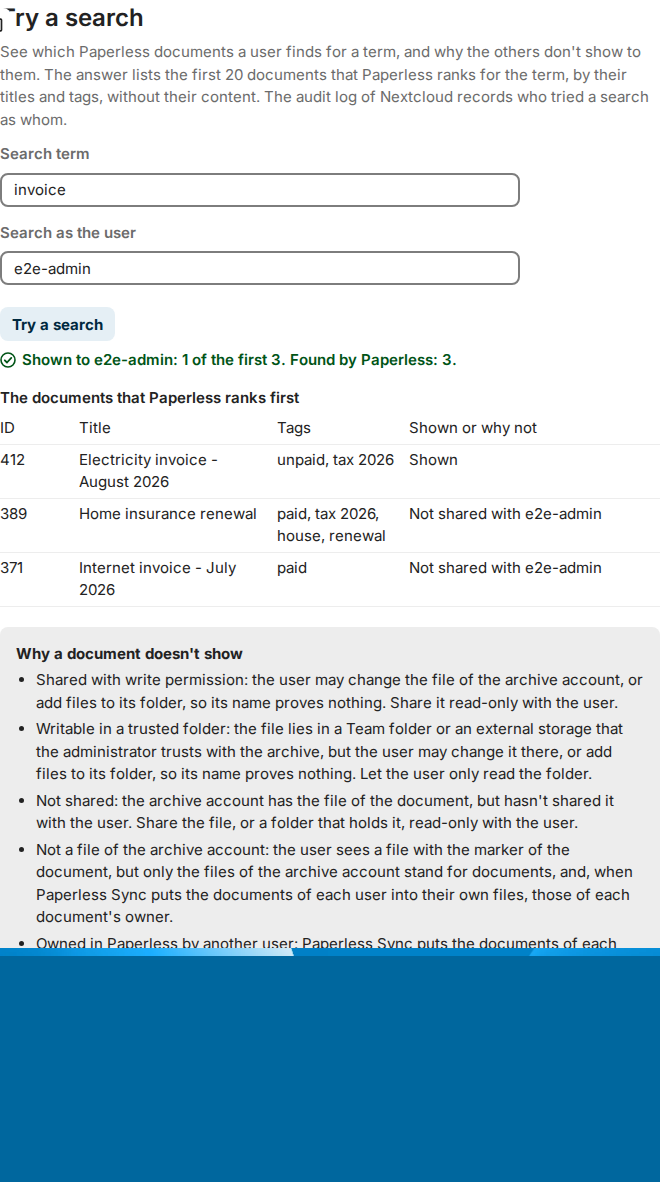 Try a search
See which Paperless documents a user finds for a term, and why the others don't show to
them. The answer lists the first 20 documents that Paperless ranks for the term, by their
titles and tags, without their content. The audit log of Nextcloud records who tried a search
as whom.
Search term
invoice
Search as the user
e2e-admin
Try a search
Shown to e2e-admin: 1 of the first 3. Found by Paperless: 3.
The documents that Paperless ranks first
ID Title Tags Shown or why not
412 Electricity invoice - unpaid, tax 2026 Shown
August 2026
389 Home insurance renewal paid, tax 2026, Not shared with e2e-admin
house, renewal
371 Internet invoice - July paid Not shared with e2e-admin
2026
Why a document doesn't show
• Shared with write permission: the user may change the file of the archive account, or
add files to its folder, so its name proves nothing. Share it read-only with the user.
• Writable in a trusted folder: the file lies in a Team folder or an external storage that
the administrator trusts with the archive, but the user may change it there, or add
files to its folder, so its name proves nothing. Let the user only read the folder.
• Not shared: the archive account has the file of the document, but hasn't shared it
with the user. Share the file, or a folder that holds it, read-only with the user.
• Not a file of the archive account: the user sees a file with the marker of the
document, but only the files of the archive account stand for documents, and, when
Paperless Sync puts the documents of each user into their own files, those of each
document's owner.
• Owned in Paperless by another user: Paperless Sync puts the documents of each